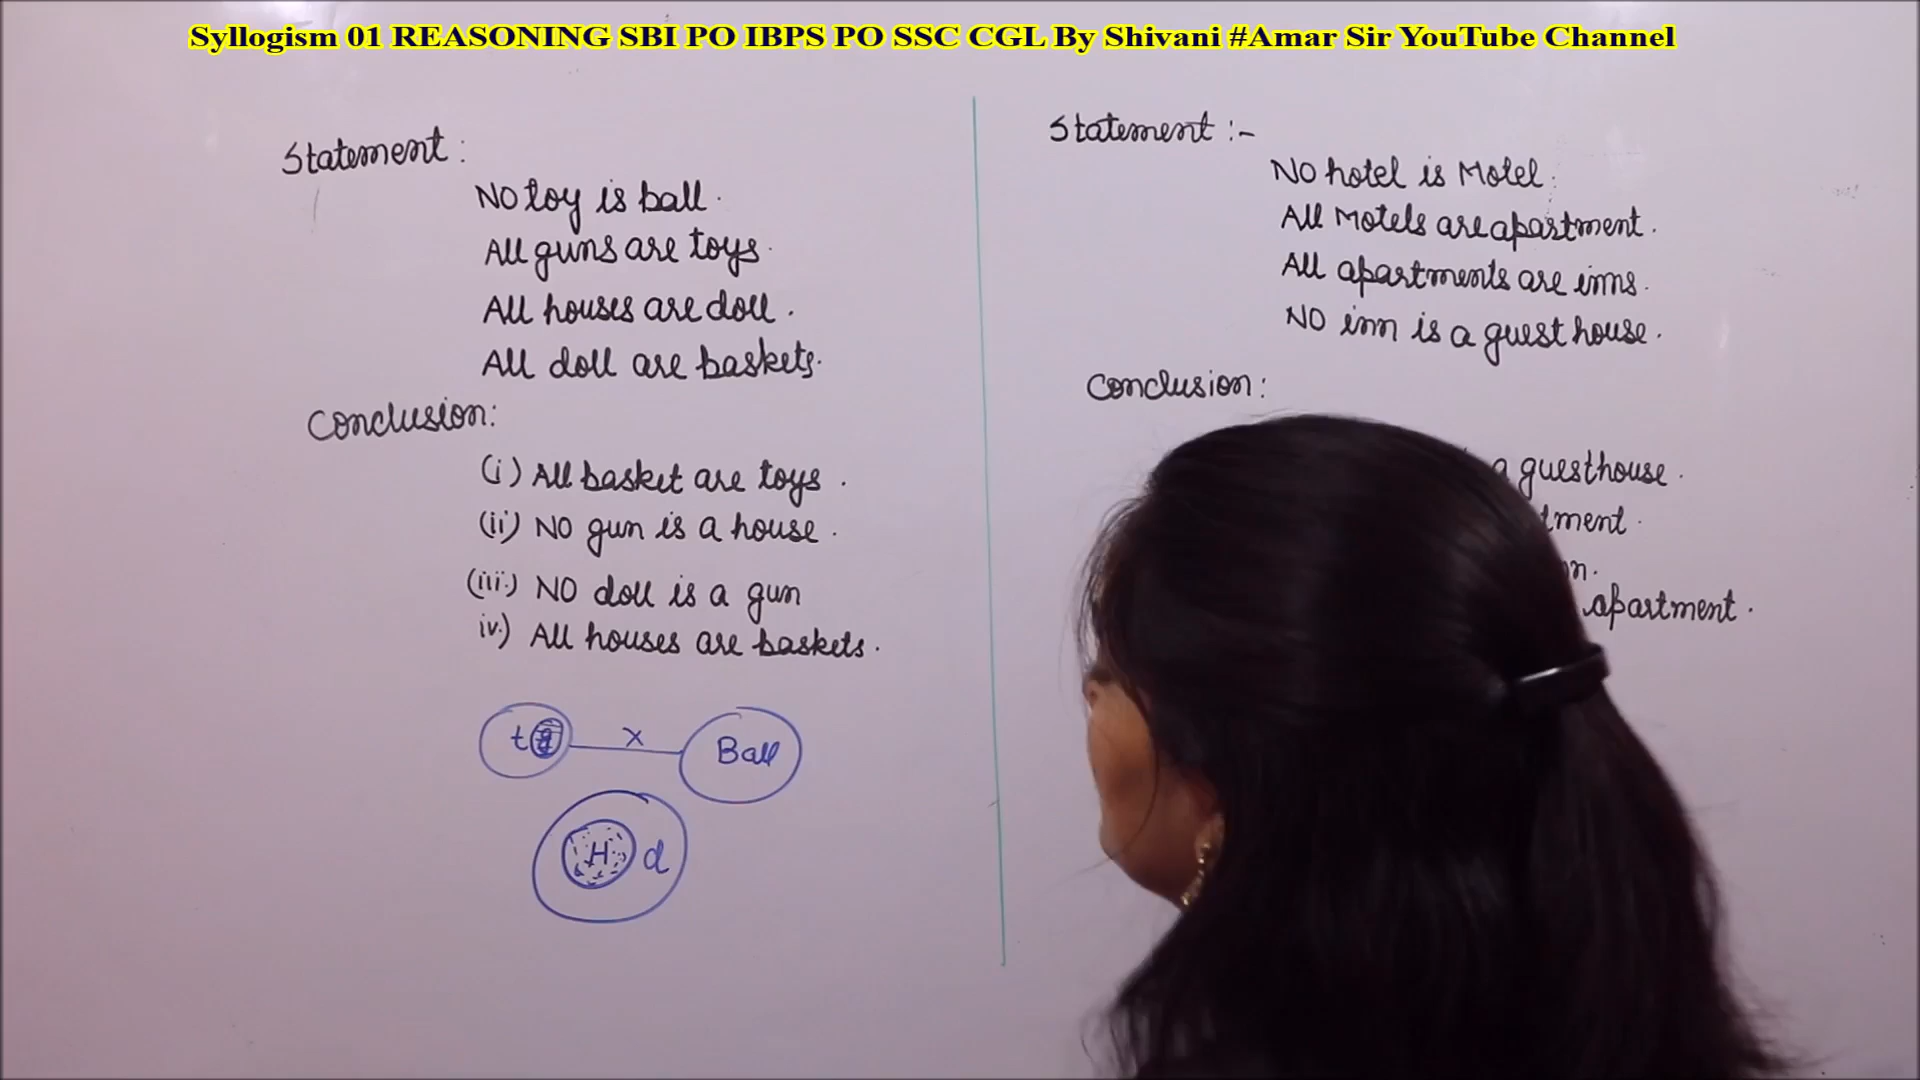 Syllogism 01 REASONING SBI PO IBPS PO SSC CGL By Shivani #Amar Sir YouTube Channel
Statement :
NO toy is ball.
All guns are toys.
All houses are doll.
All doll are baskets.
Conclusion:
(i) All basket are toys.
(ii) NO gun is a house.
(iii.) NO doll is a gun
iv.) All houses are baskets.
t g x Ball
H d
Statement :-
NO hotel is Motel.
All Motels are apartment.
All apartments are inns.
NO inn is a guest house.
Conclusion:
a guesthouse.
apartment.